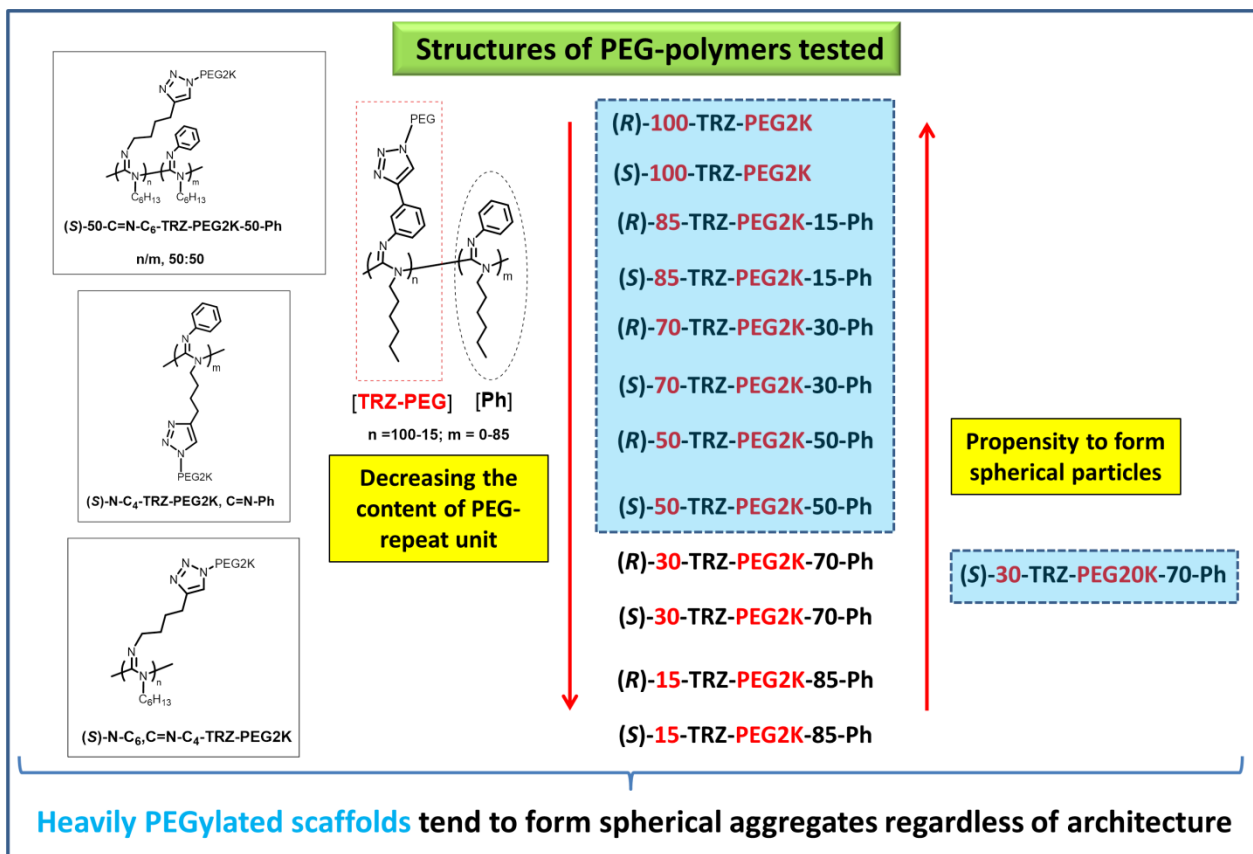 Structures of PEG-polymers tested
N
N
N
PEG2K
N
N
N
N
n
m
C6H13
C6H13
(S)-50-C=N-C6-TRZ-PEG2K-50-Ph
n/m, 50:50
N
N
m
N
N
N
PEG2K
(S)-N-C4-TRZ-PEG2K, C=N-Ph
N
N
N
PEG2K
N
N
n
C6H13
(S)-N-C6,C=N-C4-TRZ-PEG2K
PEG
N
N
N
N
N
N
N
n
m
[TRZ-PEG] [Ph]
n =100-15; m = 0-85
Decreasing the
content of PEG-
repeat unit
(R)-100-TRZ-PEG2K
(S)-100-TRZ-PEG2K
(R)-85-TRZ-PEG2K-15-Ph
(S)-85-TRZ-PEG2K-15-Ph
(R)-70-TRZ-PEG2K-30-Ph
(S)-70-TRZ-PEG2K-30-Ph
(R)-50-TRZ-PEG2K-50-Ph
(S)-50-TRZ-PEG2K-50-Ph
(R)-30-TRZ-PEG2K-70-Ph
(S)-30-TRZ-PEG2K-70-Ph
(R)-15-TRZ-PEG2K-85-Ph
(S)-15-TRZ-PEG2K-85-Ph
Propensity to form
spherical particles
(S)-30-TRZ-PEG20K-70-Ph
Heavily PEGylated scaffolds tend to form spherical aggregates regardless of architecture